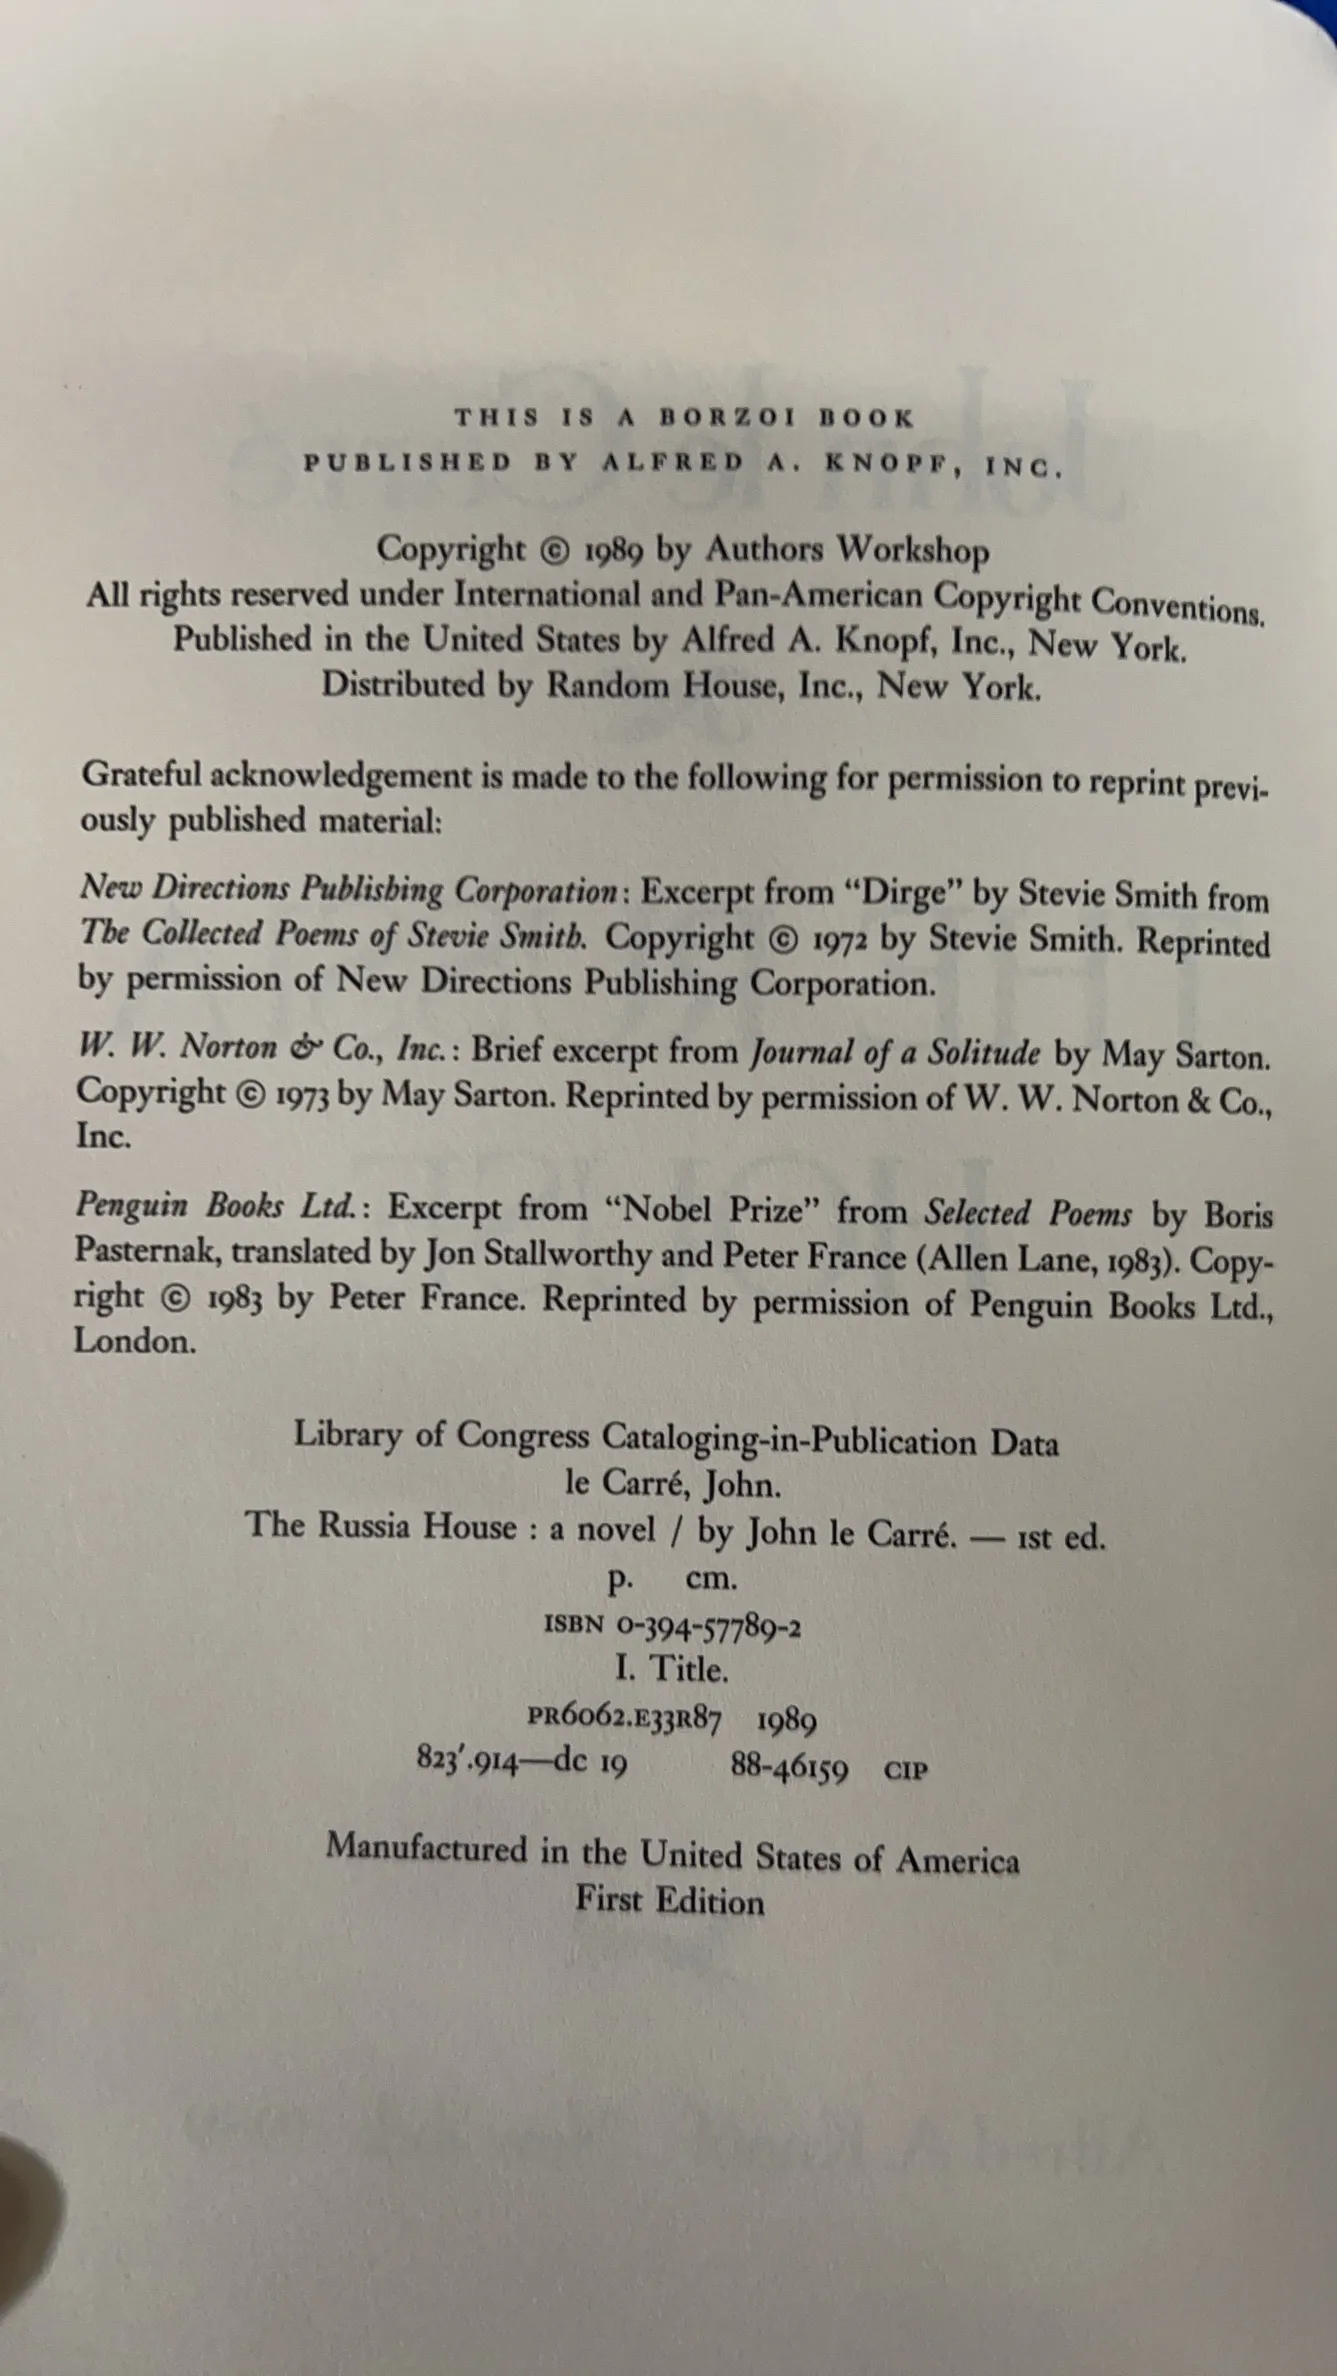 THIS IS A BORZOI BOOK
PUBLISHED BY ALFRED A. KNOPF, INC.
Copyright © 1989 by Authors Workshop
All rights reserved under International and Pan-American Copyright Conventions.
Published in the United States by Alfred A. Knopf, Inc., New York.
Distributed by Random House, Inc., New York.
Grateful acknowledgement is made to the following for permission to reprint previ-
ously published material:
New Directions Publishing Corporation: Excerpt from “Dirge” by Stevie Smith from
The Collected Poems of Stevie Smith. Copyright © 1972 by Stevie Smith. Reprinted
by permission of New Directions Publishing Corporation.
W. W. Norton & Co., Inc.: Brief excerpt from Journal of a Solitude by May Sarton.
Copyright © 1973 by May Sarton. Reprinted by permission of W. W. Norton & Co.,
Inc.
Penguin Books Ltd.: Excerpt from “Nobel Prize” from Selected Poems by Boris
Pasternak, translated by Jon Stallworthy and Peter France (Allen Lane, 1983). Copy-
right © 1983 by Peter France. Reprinted by permission of Penguin Books Ltd.,
London.
Library of Congress Cataloging-in-Publication Data
le Carré, John.
The Russia House : a novel / by John le Carré. — 1st ed.
p. cm.
ISBN 0-394-57789-2
I. Title.
PR6062.E33R87 1989
823′.914—dc 19 88-46159 CIP
Manufactured in the United States of America
First Edition